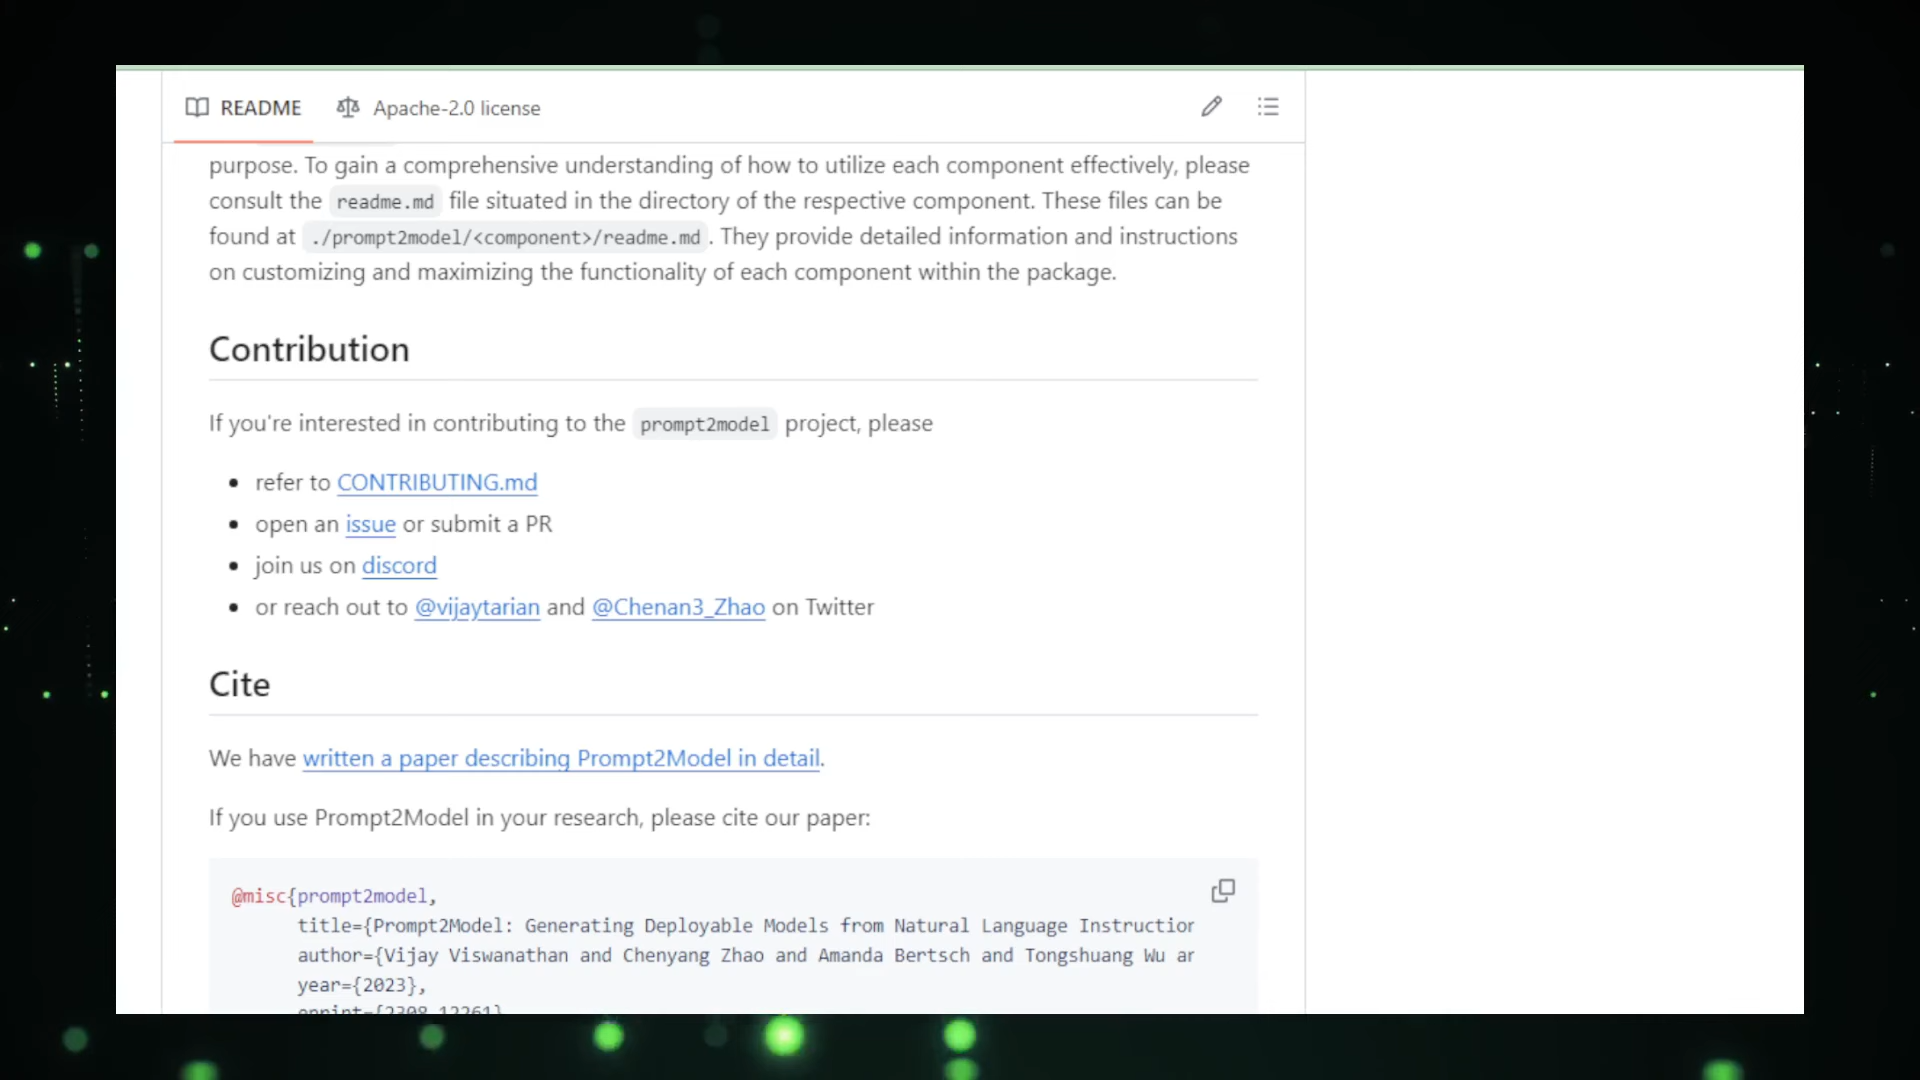 README Apache-2.0 license
purpose. To gain a comprehensive understanding of how to utilize each component effectively, please
consult the readme.md file situated in the directory of the respective component. These files can be
found at ./prompt2model/<component>/readme.md. They provide detailed information and instructions
on customizing and maximizing the functionality of each component within the package.
Contribution
If you're interested in contributing to the prompt2model project, please
refer to CONTRIBUTING.md
open an issue or submit a PR
join us on discord
or reach out to @vijaytarian and @Chenan3_Zhao on Twitter
Cite
We have written a paper describing Prompt2Model in detail.
If you use Prompt2Model in your research, please cite our paper:
@misc{prompt2model,
title={Prompt2Model: Generating Deployable Models from Natural Language Instruction
author={Vijay Viswanathan and Chenyang Zhao and Amanda Bertsch and Tongshuang Wu an
year={2023},
eprint={2308.12261}